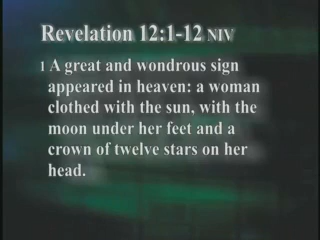 Revelation 12:1-12 NIV
1 A great and wondrous sign
appeared in heaven: a woman
clothed with the sun, with the
moon under her feet and a
crown of twelve stars on her
head.